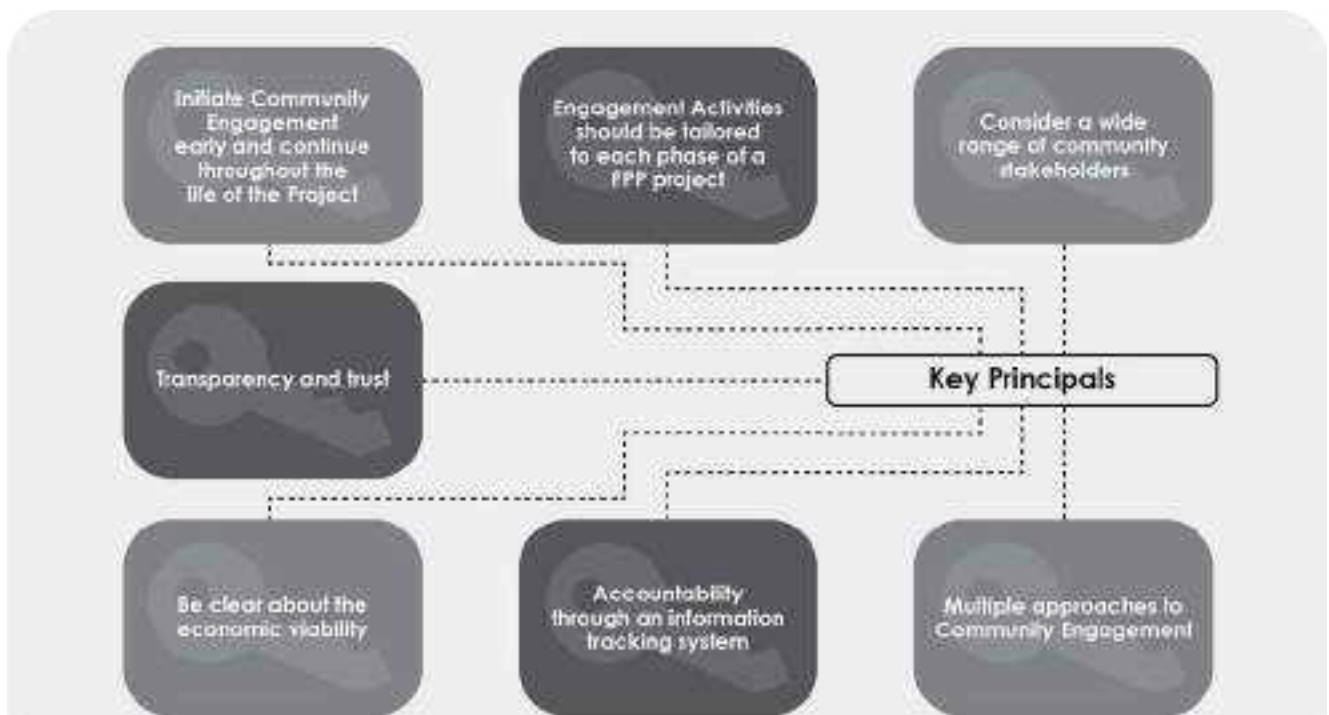 Initiate Community
Engagement
early and continue
throughout the
life of the Project
Engagement Activities
should be tailored
to each phase of a
PPP project
Consider a wide
range of community
stakeholders
Transparency and trust
Key Principals
Be clear about the
economic viability
Accountability
through an information
tracking system
Multiple approaches to
Community Engagement